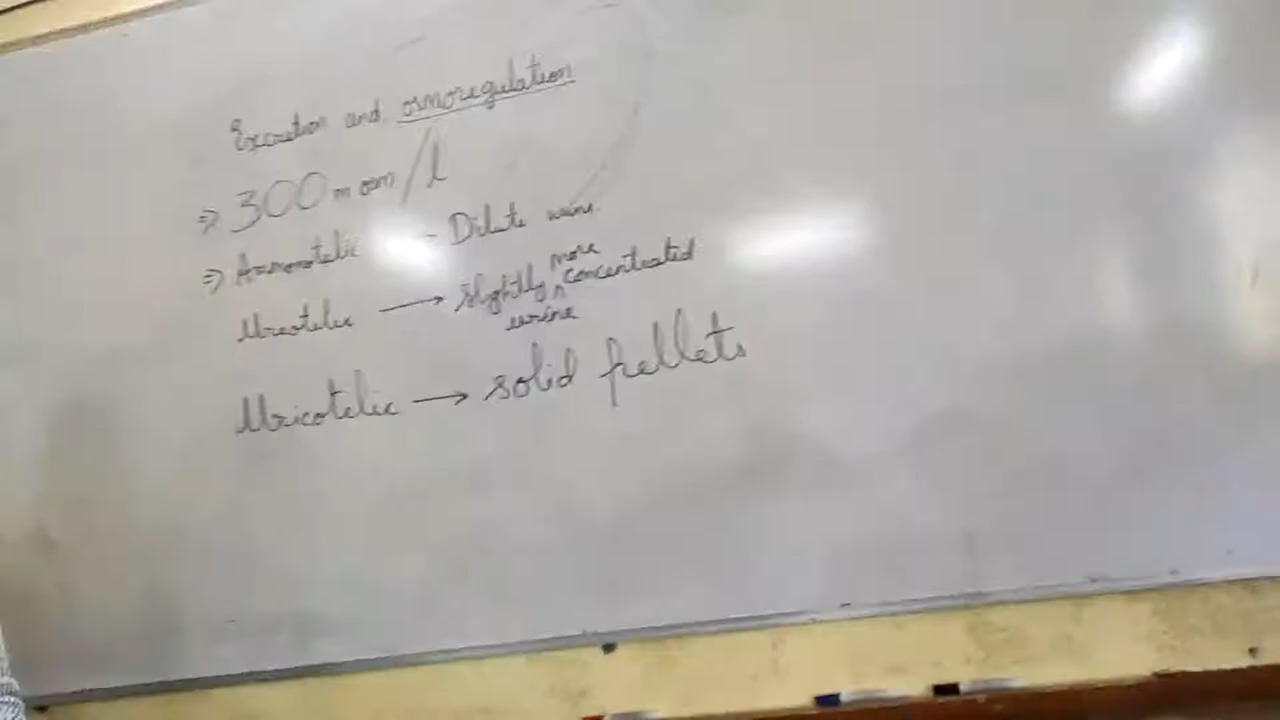 Excretion and osmoregulation
⇒ 300 m osm/l
⇒ Ammonotelic - Dilute urine.
Ureotelic → slightly more concentrated
urine
Uricotelic → solid pellets